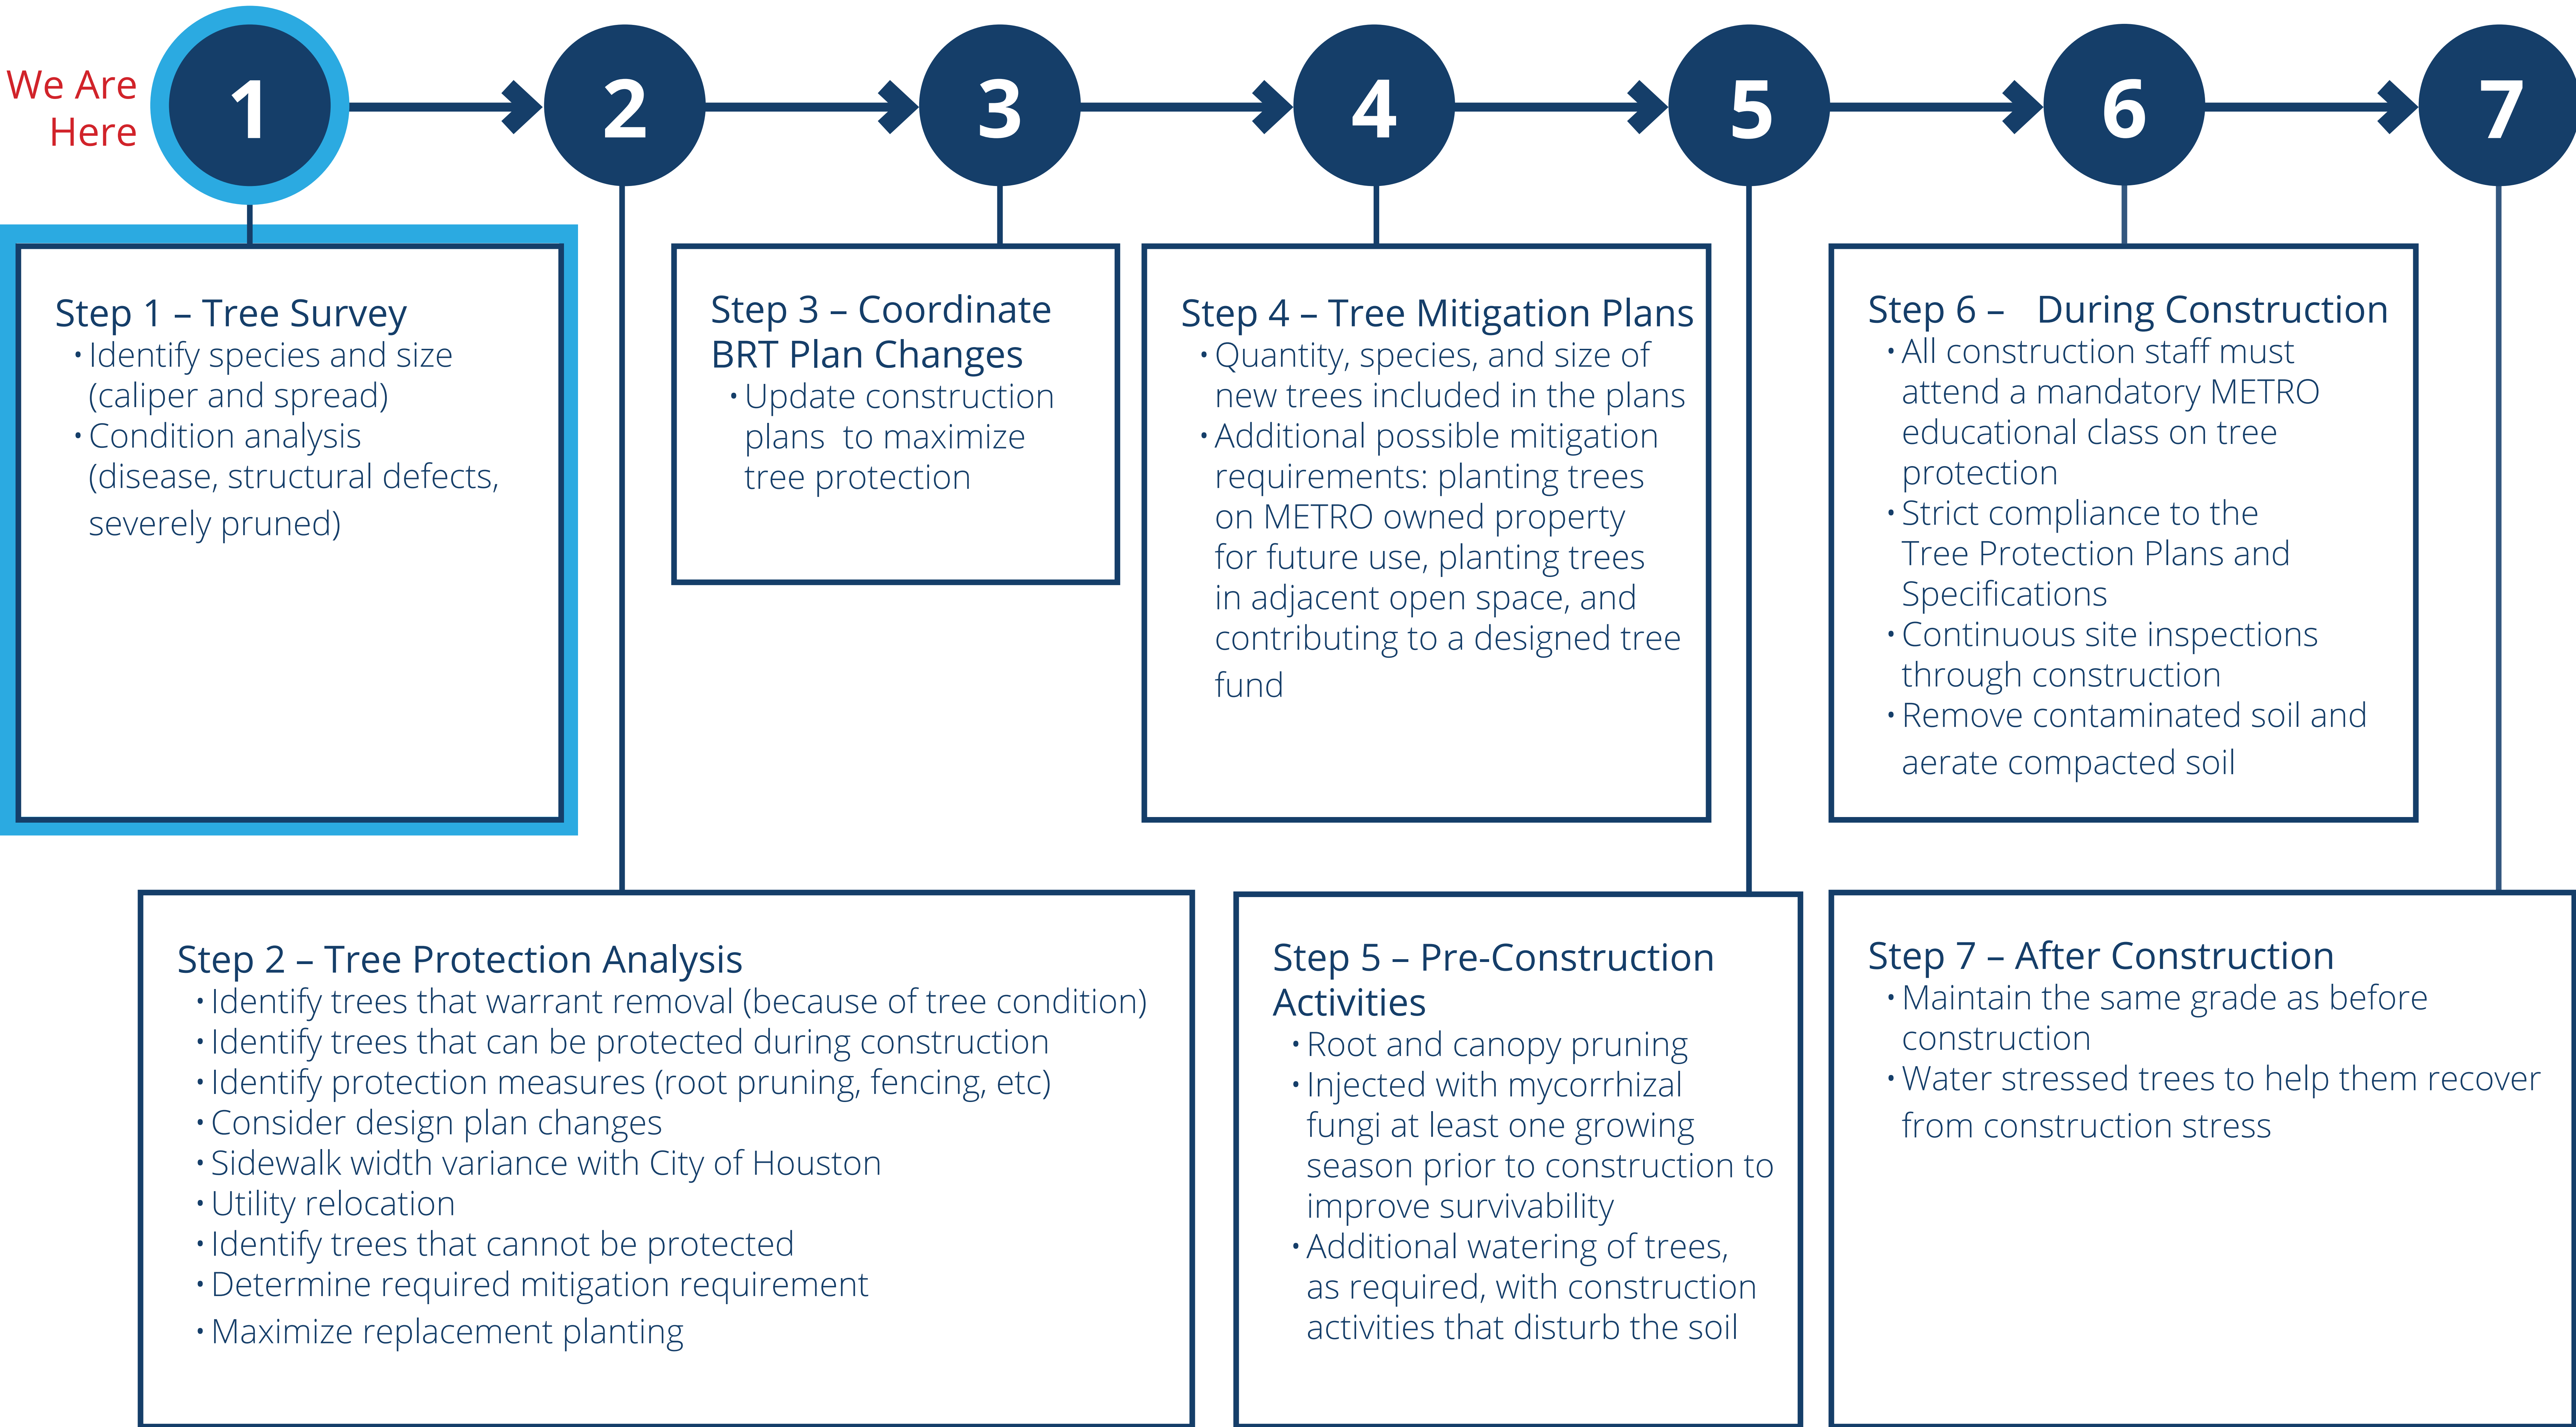 We Are
Here
1
2
3
4
5
6
7
Step 1 – Tree Survey
• Identify species and size
(caliper and spread)
• Condition analysis
(disease, structural defects,
severely pruned)
Step 3 – Coordinate
BRT Plan Changes
• Update construction
plans  to maximize
tree protection
Step 4 – Tree Mitigation Plans
• Quantity, species, and size of
new trees included in the plans
• Additional possible mitigation
requirements: planting trees
on METRO owned property
for future use, planting trees
in adjacent open space, and
contributing to a designed tree
fund
Step 6 –   During Construction
• All construction staff must
attend a mandatory METRO
educational class on tree
protection
• Strict compliance to the
Tree Protection Plans and
Specifications
• Continuous site inspections
through construction
• Remove contaminated soil and
aerate compacted soil
Step 2 – Tree Protection Analysis
• Identify trees that warrant removal (because of tree condition)
• Identify trees that can be protected during construction
• Identify protection measures (root pruning, fencing, etc)
• Consider design plan changes
• Sidewalk width variance with City of Houston
• Utility relocation
• Identify trees that cannot be protected
• Determine required mitigation requirement
• Maximize replacement planting
Step 5 – Pre-Construction
Activities
• Root and canopy pruning
• Injected with mycorrhizal
fungi at least one growing
season prior to construction to
improve survivability
• Additional watering of trees,
as required, with construction
activities that disturb the soil
Step 7 – After Construction
• Maintain the same grade as before
construction
• Water stressed trees to help them recover
from construction stress